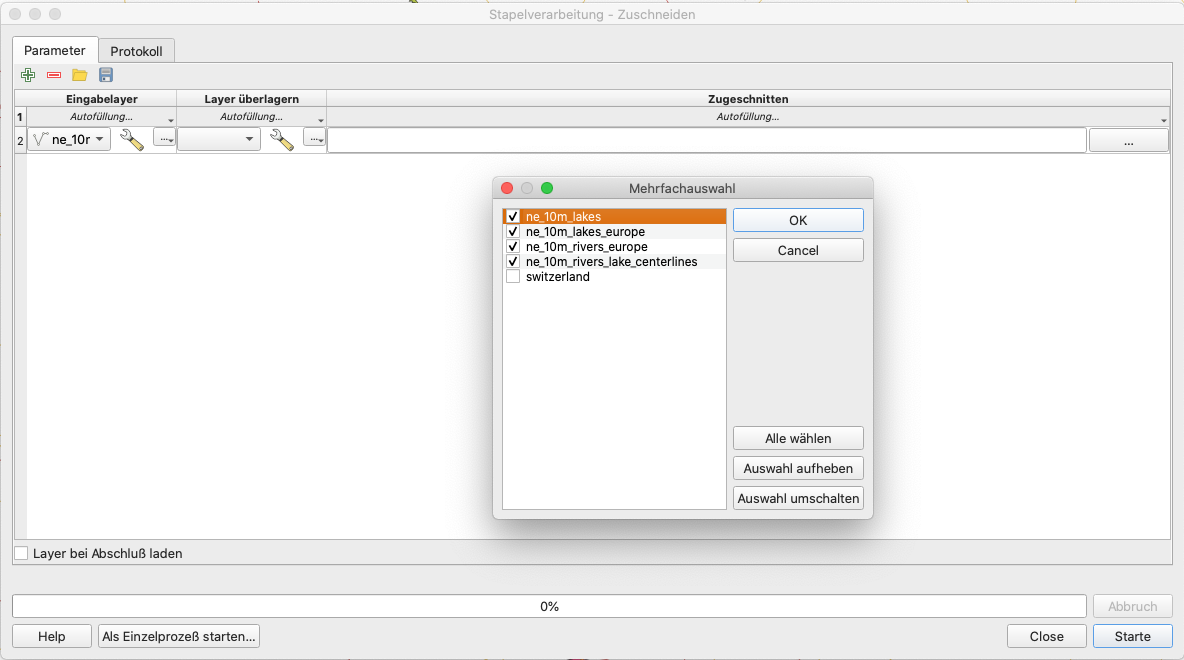 Stapelverarbeitung - Zuschneiden
Parameter
Protokoll
Eingabelayer
Layer überlagern
Zugeschnitten
1
Autofüllung...
Autofüllung...
Autofüllung...
2
ne_10r
...
...
...
Mehrfachauswahl
ne_10m_lakes
ne_10m_lakes_europe
ne_10m_rivers_europe
ne_10m_rivers_lake_centerlines
switzerland
OK
Cancel
Alle wählen
Auswahl aufheben
Auswahl umschalten
Layer bei Abschluß laden
0%
Abbruch
Help
Als Einzelprozeß starten...
Close
Starte